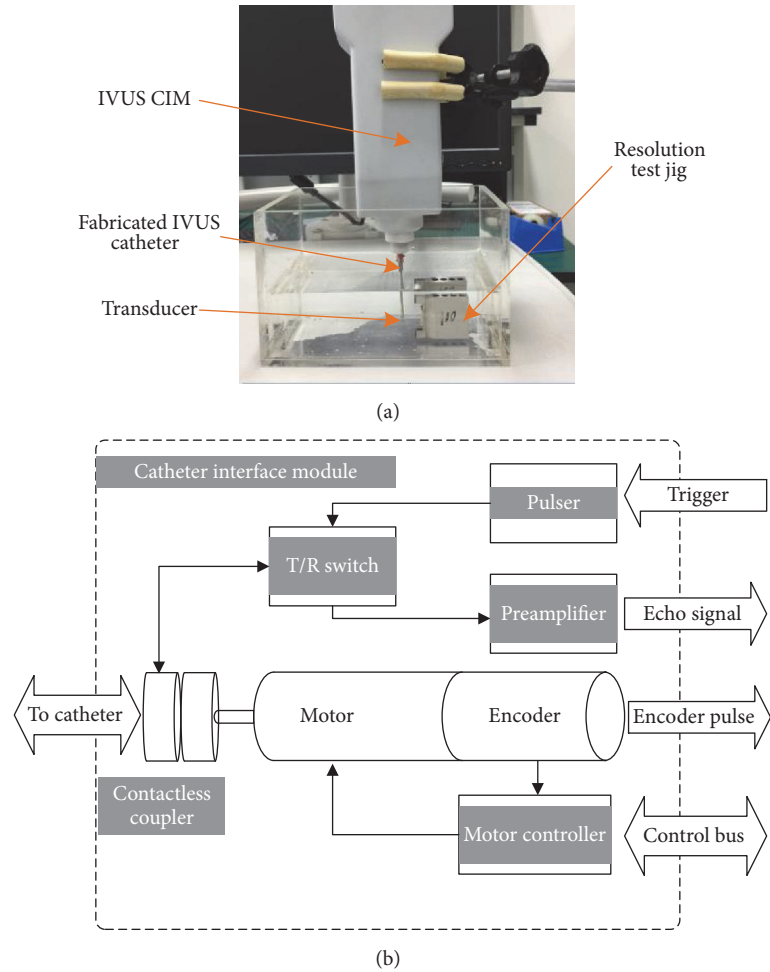 IVUS CIM
Resolution
test jig
Fabricated IVUS
catheter
Transducer
100
(a)
Catheter interface module
Pulser
Trigger
T/R switch
Preamplifier
Echo signal
To catheter
Motor
Encoder
Encoder pulse
Contactless
coupler
Motor controller
Control bus
(b)